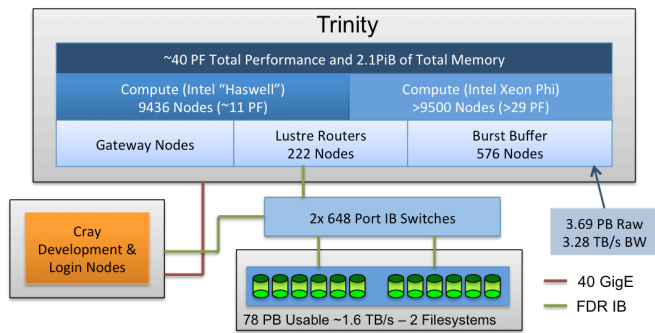 Trinity
~40 PF Total Performance and 2.1PiB of Total Memory
Compute (Intel “Haswell”)
9436 Nodes (~11 PF)
Compute (Intel Xeon Phi)
>9500 Nodes (>29 PF)
Gateway Nodes
Lustre Routers
222 Nodes
Burst Buffer
576 Nodes
Cray
Development &
Login Nodes
2x 648 Port IB Switches
3.69 PB Raw
3.28 TB/s BW
78 PB Usable ~1.6 TB/s – 2 Filesystems
40 GigE
FDR IB